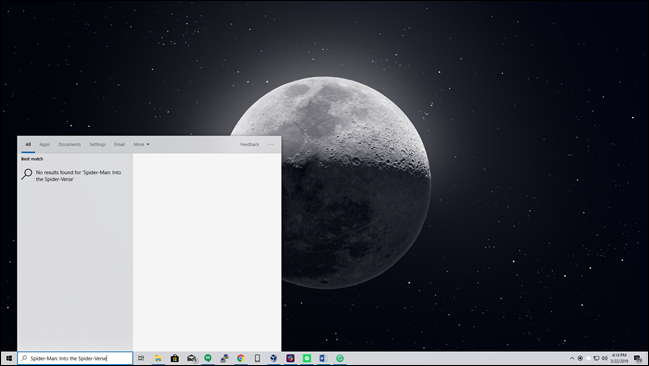 All Apps Documents Settings Email More Feedback ...
Best match
No results found for 'Spider-Man: Into
the Spider-Verse'
Spider-Man: Into the Spider-Verse
4:14 PM
3/22/2019